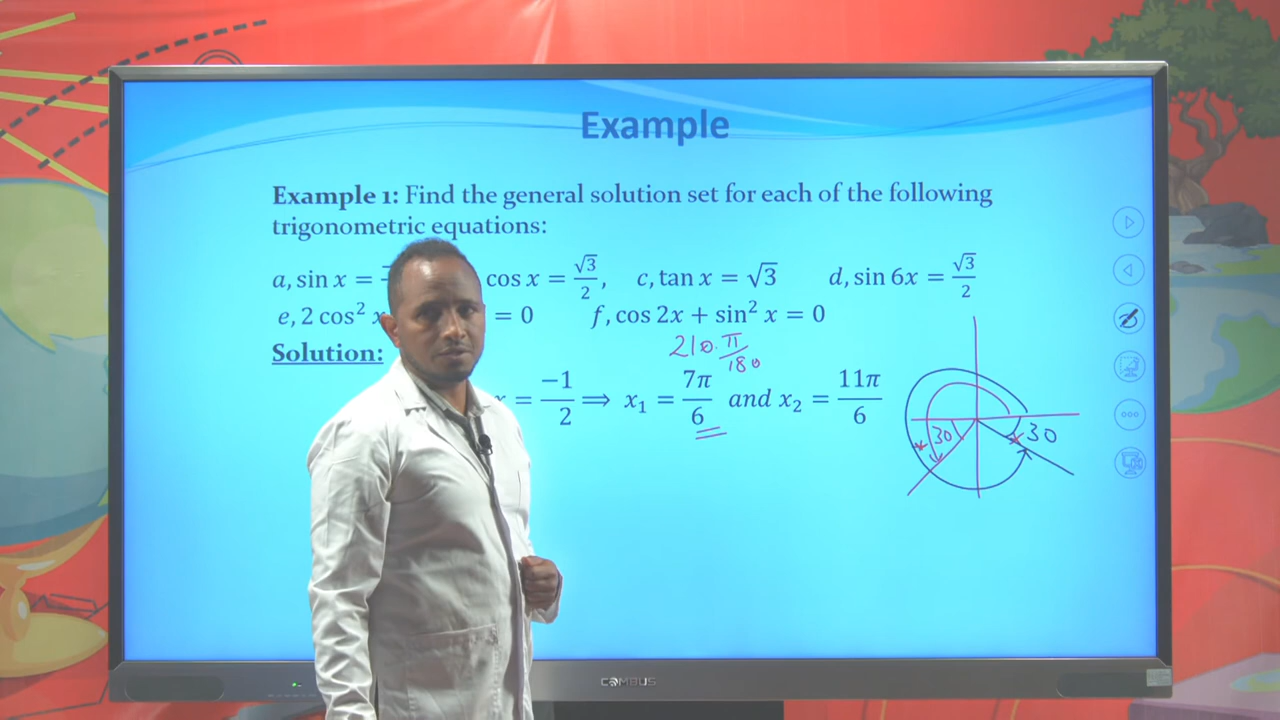 Example
Example 1: Find the general solution set for each of the following
trigonometric equations:
a, sin x = cos x = √3/2, c, tan x = √3 d, sin 6x = √3/2
e, 2 cos² x = 0 f, cos 2x + sin² x = 0
Solution:
210.π/180
= −1/2 ⟹ x₁ = 7π/6 and x₂ = 11π/6
30
30
COMBUS